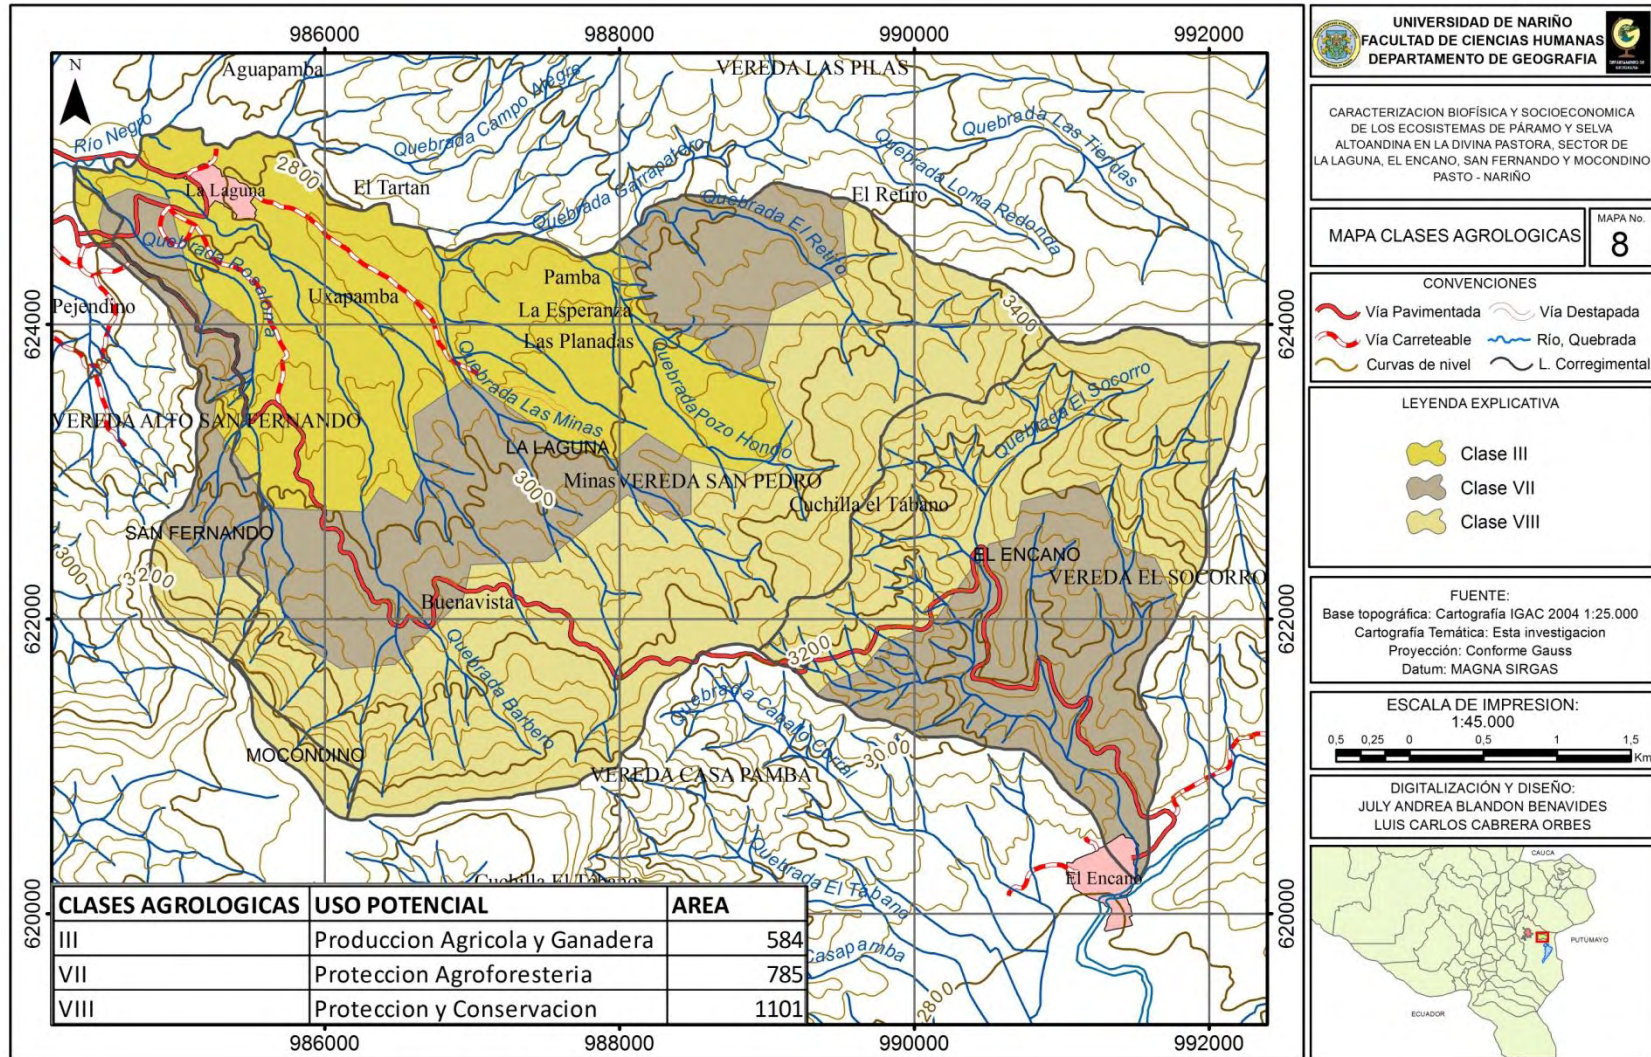 986000
988000
990000
992000
N
Aguapamba
VEREDA LAS PILAS
Río Negro
Quebrada Campo Alegre
Quebrada Las Tiendas
La Laguna
2800
El Tartan
Quebrada Garrapatero
El Retiro
Quebrada Loma Redonda
Quebrada El Retiro
Quebrada Rosaloma
Pamba
Pejendino
Uxapamba
La Esperanza
Las Planadas
3400
624000
624000
Quebrada Las Minas
Quebrada Pozo Hondo
Quebrada El Socorro
VEREDA ALTO SAN FERNANDO
LA LAGUNA
3000
Minas
VEREDA SAN PEDRO
Cuchilla el Tábano
SAN FERNANDO
EL ENCANO
VEREDA EL SOCORRO
3000
3200
Buenavista
622000
622000
3200
Quebrada Barbero
Quebrada Caballo Corral
MOCONDINO
VEREDA CASA PAMBA
3000
Quebrada El Tábano
El Encano
Cuchilla El Tábano
620000
620000
Casapamba
2800
CLASES AGROLOGICAS USO POTENCIAL AREA
III Produccion Agricola y Ganadera 584
VII Proteccion Agroforesteria 785
VIII Proteccion y Conservacion 1101
986000
988000
990000
992000
UNIVERSIDAD DE NARIÑO
FACULTAD DE CIENCIAS HUMANAS
DEPARTAMENTO DE GEOGRAFIA
CARACTERIZACION BIOFÍSICA Y SOCIOECONOMICA
DE LOS ECOSISTEMAS DE PÁRAMO Y SELVA
ALTOANDINA EN LA DIVINA PASTORA, SECTOR DE
LA LAGUNA, EL ENCANO, SAN FERNANDO Y MOCONDINO
PASTO - NARIÑO
MAPA CLASES AGROLOGICAS
MAPA No.
8
CONVENCIONES
Vía Pavimentada
Vía Destapada
Vía Carreteable
Río, Quebrada
Curvas de nivel
L. Corregimental
LEYENDA EXPLICATIVA
Clase III
Clase VII
Clase VIII
FUENTE:
Base topográfica: Cartografía IGAC 2004 1:25.000
Cartografía Temática: Esta investigacion
Proyección: Conforme Gauss
Datum: MAGNA SIRGAS
ESCALA DE IMPRESION:
1:45.000
0,5 0,25 0 0,5 1 1,5
Km
DIGITALIZACIÓN Y DISEÑO:
JULY ANDREA BLANDON BENAVIDES
LUIS CARLOS CABRERA ORBES
CAUCA
PUTUMAYO
ECUADOR